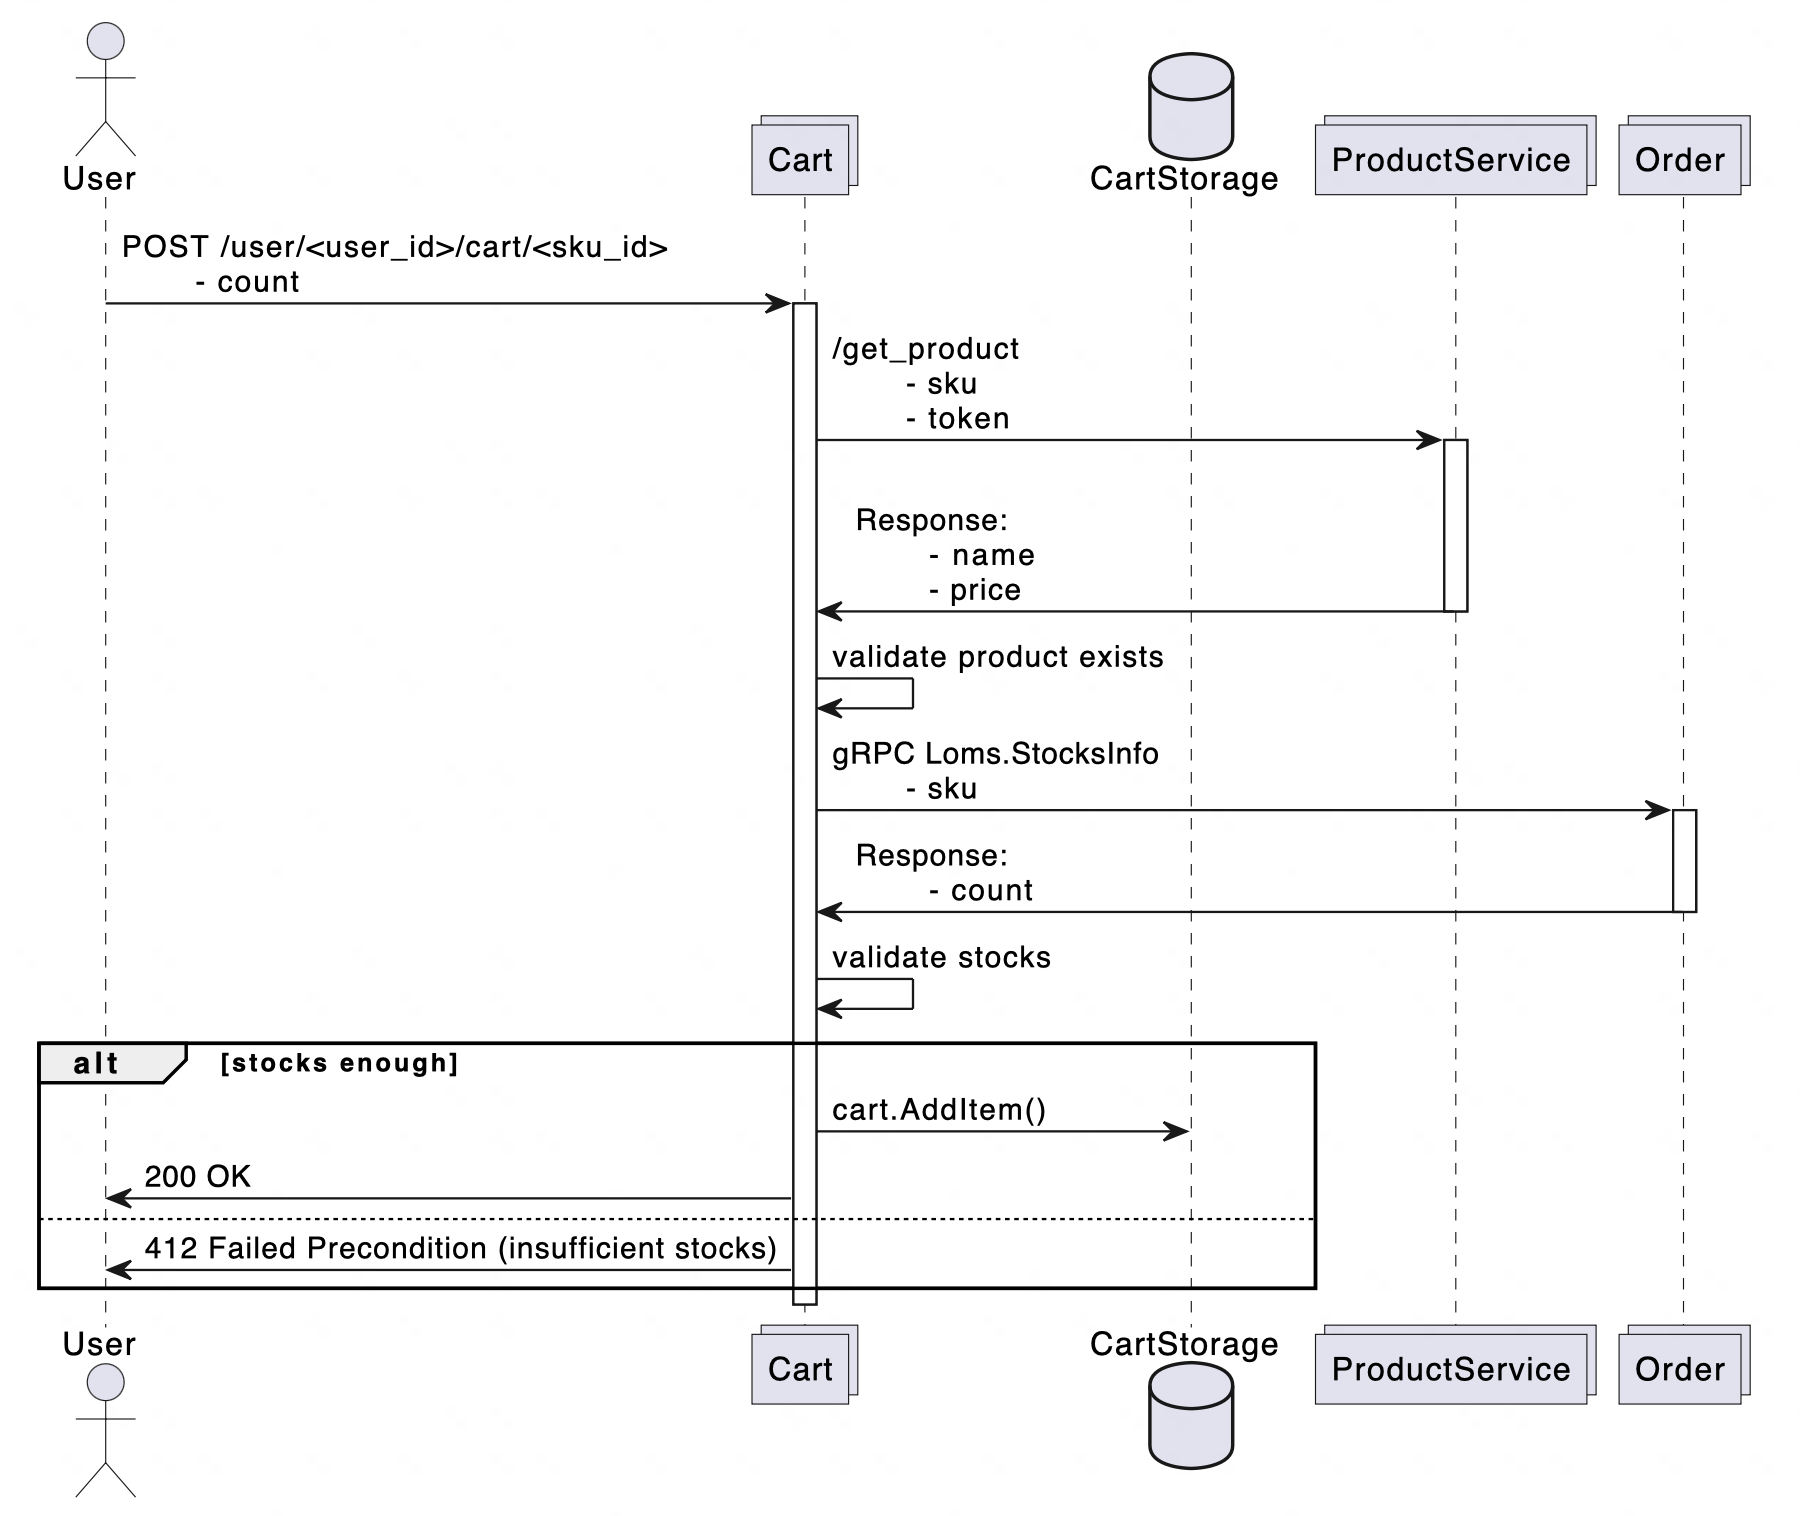 User
Cart
CartStorage
ProductService
Order
POST /user/<user_id>/cart/<sku_id>
- count
/get_product
- sku
- token
Response:
- name
- price
validate product exists
gRPC Loms.StocksInfo
- sku
Response:
- count
validate stocks
alt
[stocks enough]
cart.AddItem()
200 OK
412 Failed Precondition (insufficient stocks)
User
Cart
CartStorage
ProductService
Order